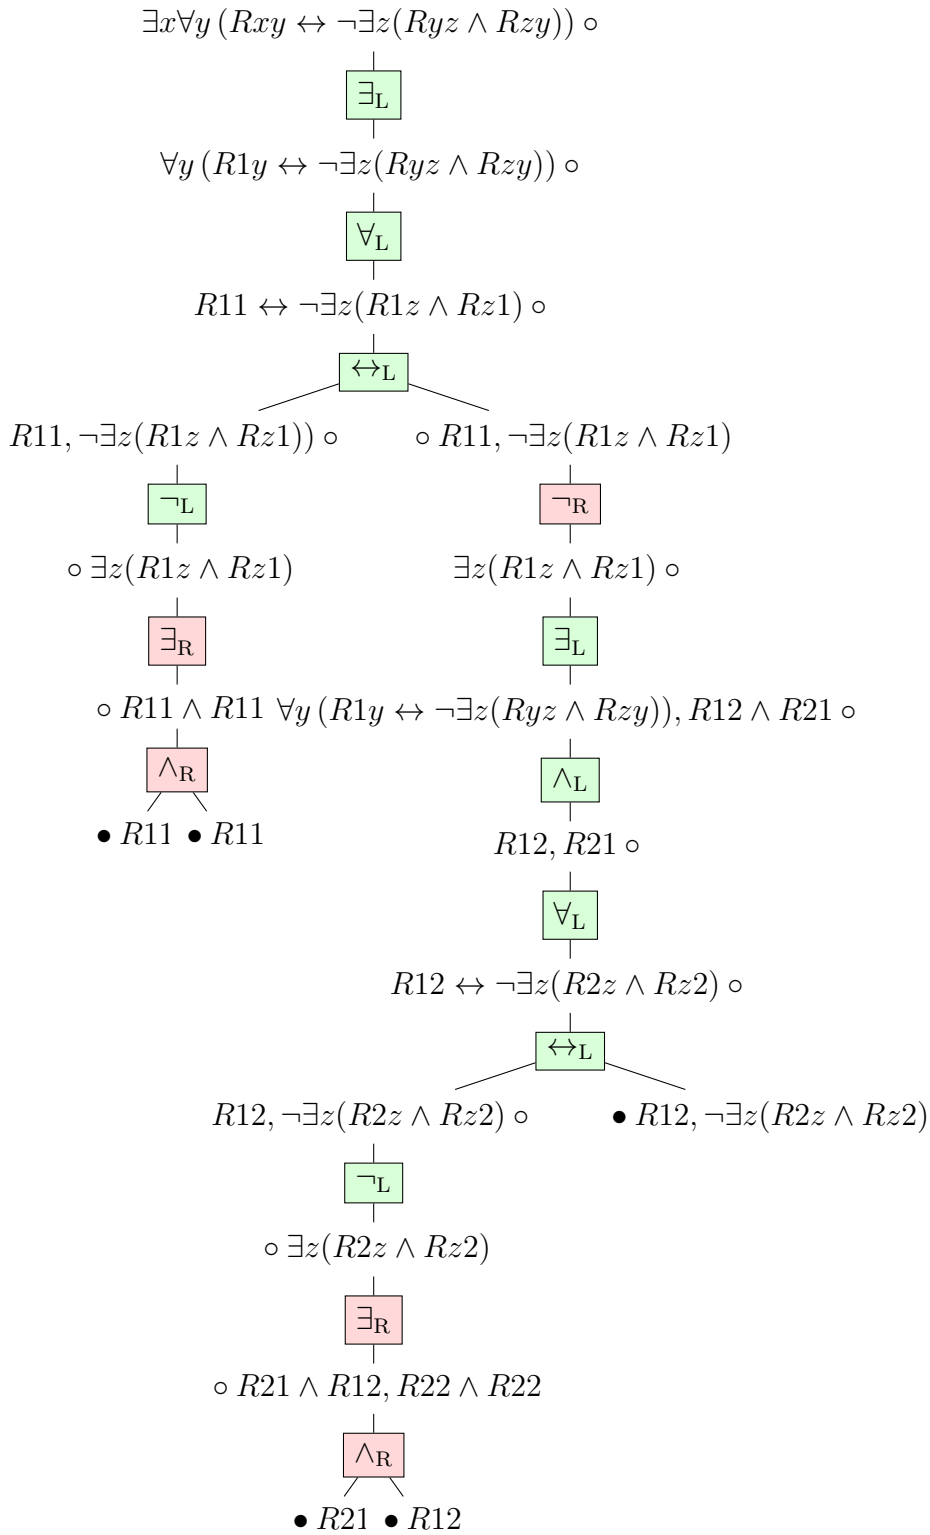 ∃x∀y (Rxy ↔ ¬∃z(Ryz ∧ Rzy)) ∘
∃L
∀y (R1y ↔ ¬∃z(Ryz ∧ Rzy)) ∘
∀L
R11 ↔ ¬∃z(R1z ∧ Rz1) ∘
↔L
R11, ¬∃z(R1z ∧ Rz1)) ∘ ∘ R11, ¬∃z(R1z ∧ Rz1)
¬L ¬R
∘ ∃z(R1z ∧ Rz1) ∃z(R1z ∧ Rz1) ∘
∃R ∃L
∘ R11 ∧ R11 ∀y (R1y ↔ ¬∃z(Ryz ∧ Rzy)), R12 ∧ R21 ∘
∧R ∧L
• R11 • R11 R12, R21 ∘
∀L
R12 ↔ ¬∃z(R2z ∧ Rz2) ∘
↔L
R12, ¬∃z(R2z ∧ Rz2) ∘ • R12, ¬∃z(R2z ∧ Rz2)
¬L
∘ ∃z(R2z ∧ Rz2)
∃R
∘ R21 ∧ R12, R22 ∧ R22
∧R
• R21 • R12